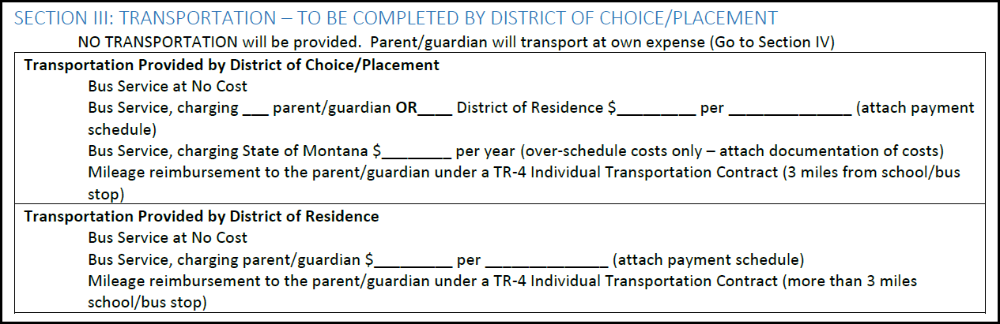 SECTION III: TRANSPORTATION – TO BE COMPLETED BY DISTRICT OF CHOICE/PLACEMENT
NO TRANSPORTATION will be provided. Parent/guardian will transport at own expense (Go to Section IV)
Transportation Provided by District of Choice/Placement
Bus Service at No Cost
Bus Service, charging ___ parent/guardian OR____ District of Residence $_________ per ______________ (attach payment
schedule)
Bus Service, charging State of Montana $________ per year (over-schedule costs only – attach documentation of costs)
Mileage reimbursement to the parent/guardian under a TR-4 Individual Transportation Contract (3 miles from school/bus
stop)
Transportation Provided by District of Residence
Bus Service at No Cost
Bus Service, charging parent/guardian $_________ per ______________ (attach payment schedule)
Mileage reimbursement to the parent/guardian under a TR-4 Individual Transportation Contract (more than 3 miles
school/bus stop)